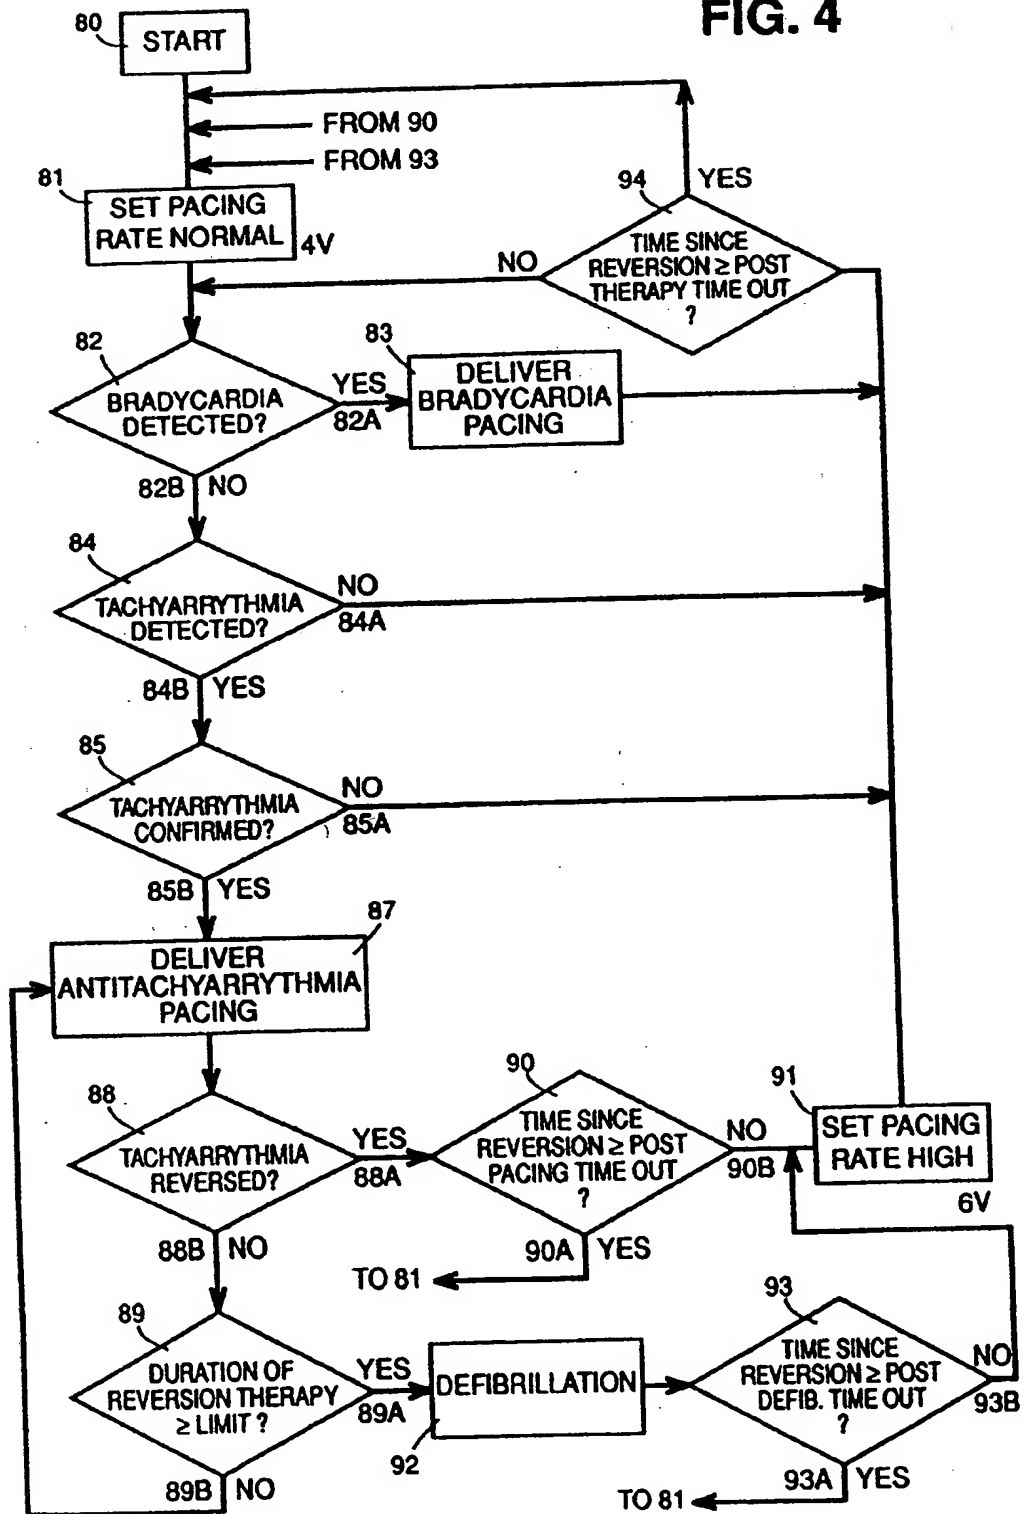 FIG. 4
80
START
FROM 90
FROM 93
81
SET PACING
RATE NORMAL
4V
94
YES
TIME SINCE
REVERSION ≥ POST
THERAPY TIME OUT
?
NO
82
BRADYCARDIA
DETECTED?
YES
82A
83
DELIVER
BRADYCARDIA
PACING
82B NO
84
TACHYARRYTHMIA
DETECTED?
NO
84A
84B YES
85
TACHYARRYTHMIA
CONFIRMED?
NO
85A
85B YES
87
DELIVER
ANTITACHYARRYTHMIA
PACING
88
TACHYARRYTHMIA
REVERSED?
YES
88A
90
TIME SINCE
REVERSION ≥ POST
PACING TIME OUT
?
NO
90B
91
SET PACING
RATE HIGH
6V
88B NO
90A YES
TO 81
89
DURATION OF
REVERSION THERAPY
≥ LIMIT ?
YES
89A
DEFIBRILLATION
92
93
TIME SINCE
REVERSION ≥ POST
DEFIB. TIME OUT
?
NO
93B
89B NO
93A YES
TO 81